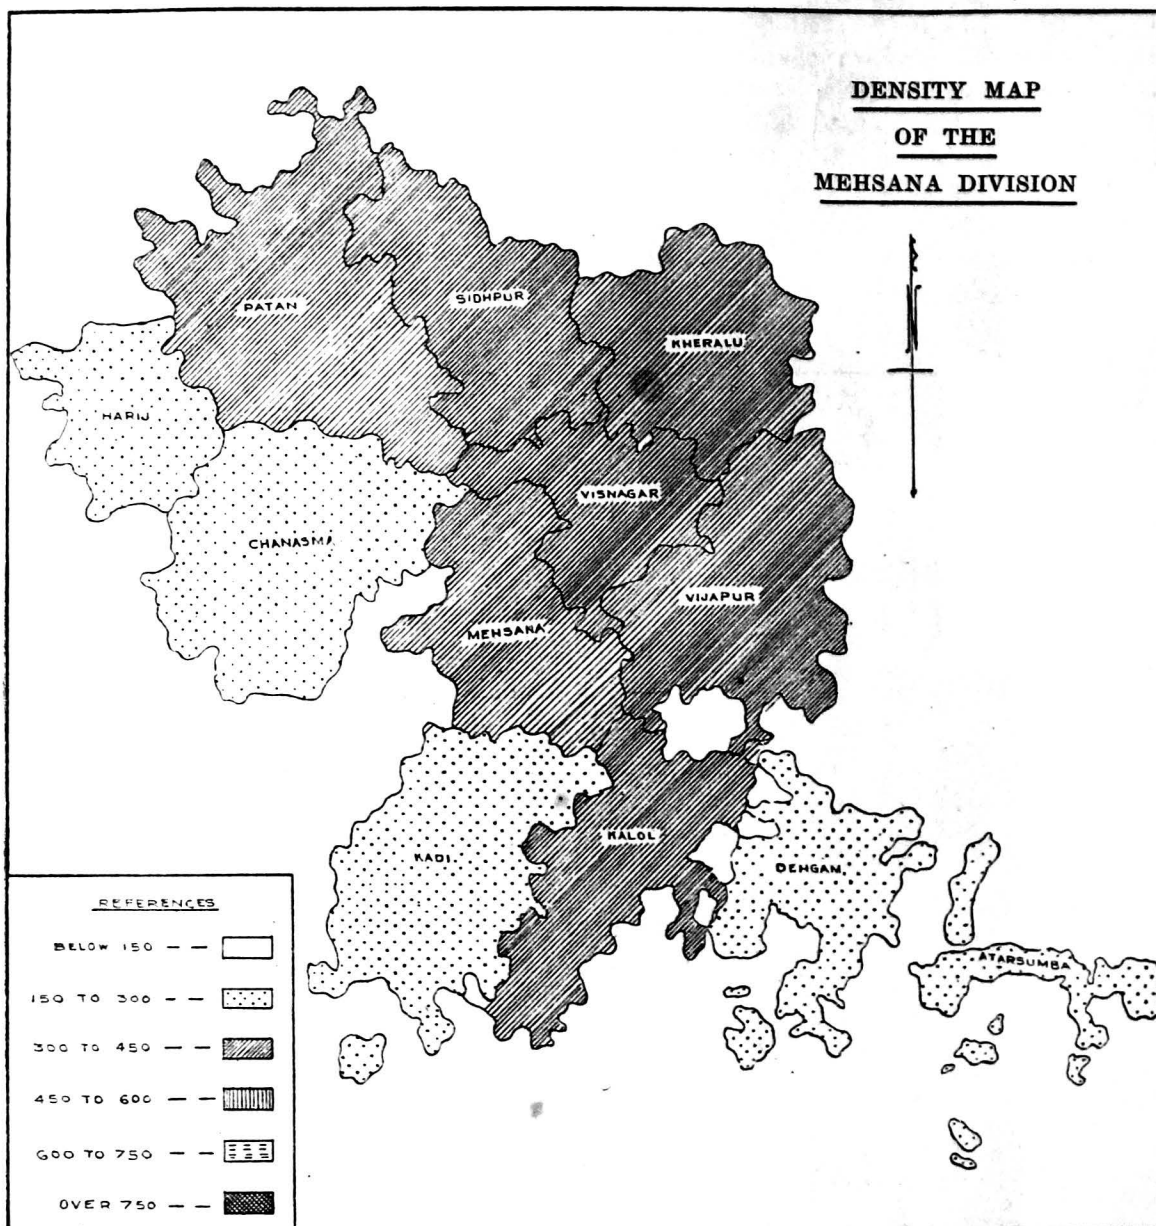 DENSITY MAP
OF THE
MEHSANA DIVISION
PATAN
SIDHPUR
KHERALU
HARIJ
CHANASMA
VISNAGAR
MEHSANA
VIJAPUR
KADI
KALOL
DEHGAM
ATARSUMBA
REFERENCES
BELOW 150 — —
150 TO 300 — —
300 TO 450 — —
450 TO 600 — —
600 TO 750 — —
OVER 750 — —